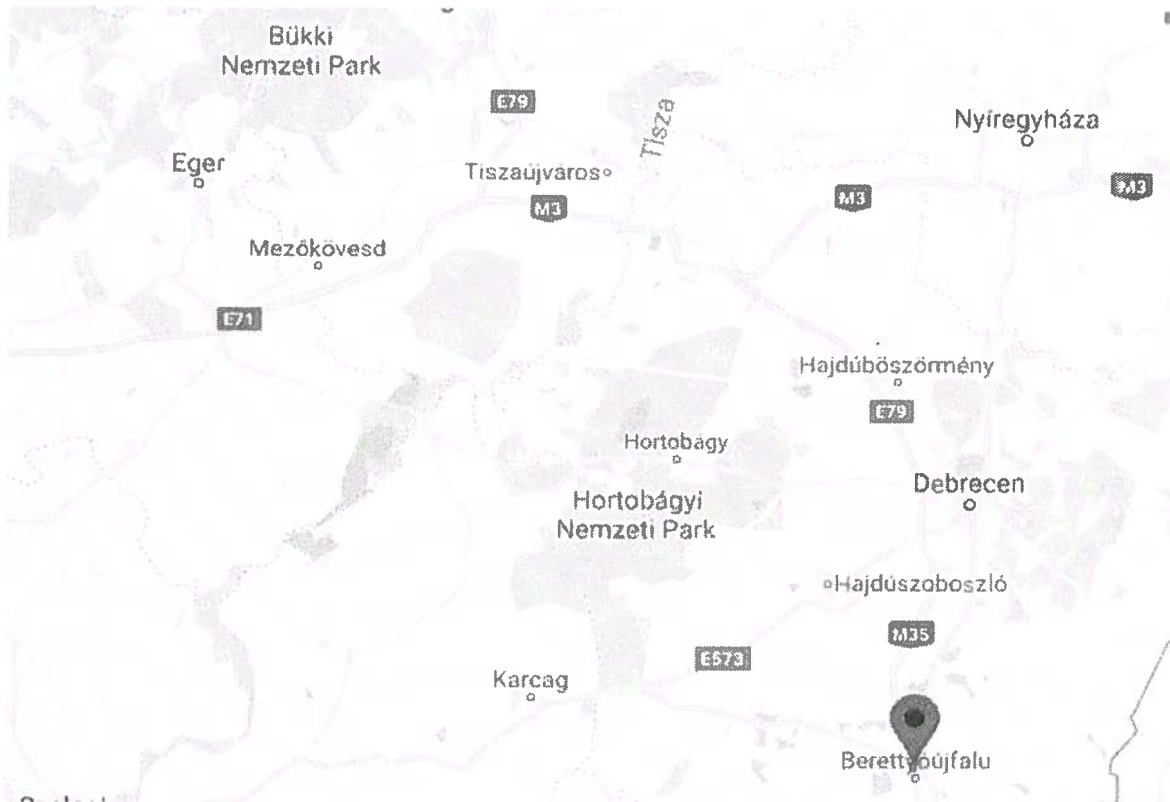 Bükki
Nemzeti Park
E79
Tisza
Nyíregyháza
Eger
Tiszaújváros
M3
M3
M3
Mezőkövesd
E71
Hajdúböszörmény
E79
Hortobágy
Debrecen
Hortobágyi
Nemzeti Park
Hajdúszoboszló
M35
E573
Karcag
Berettyóújfalu